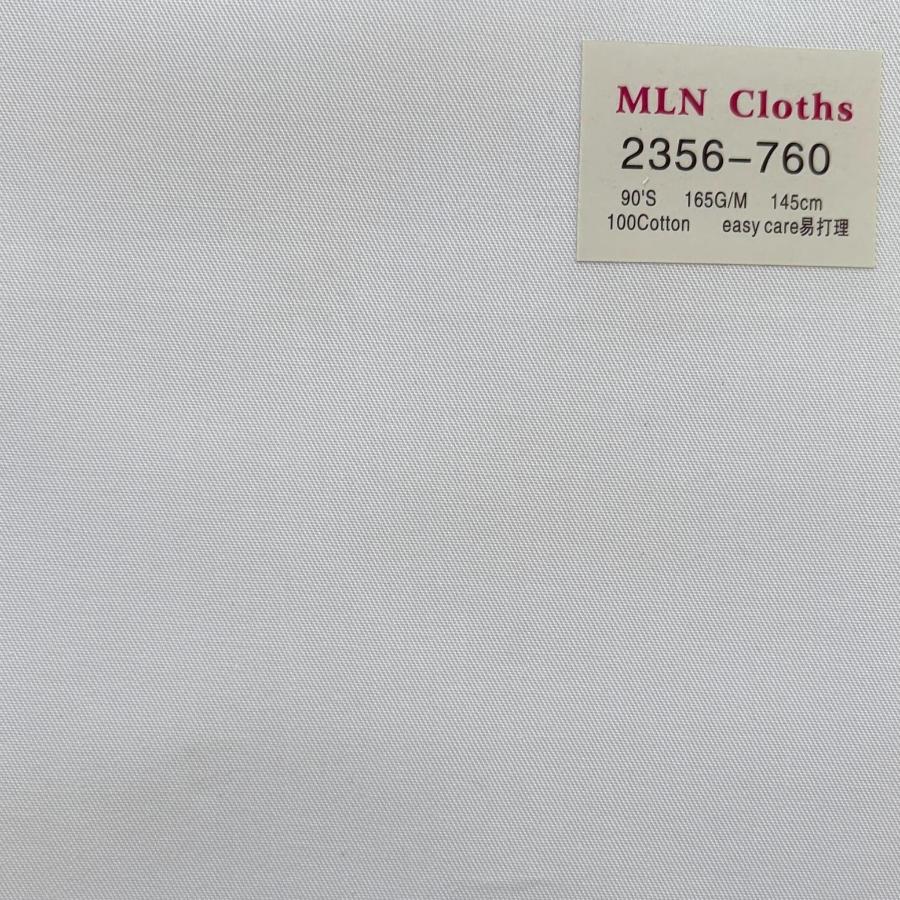 MLN Cloths
2356-760
90'S 165G/M 145cm
100Cotton easy care易打理